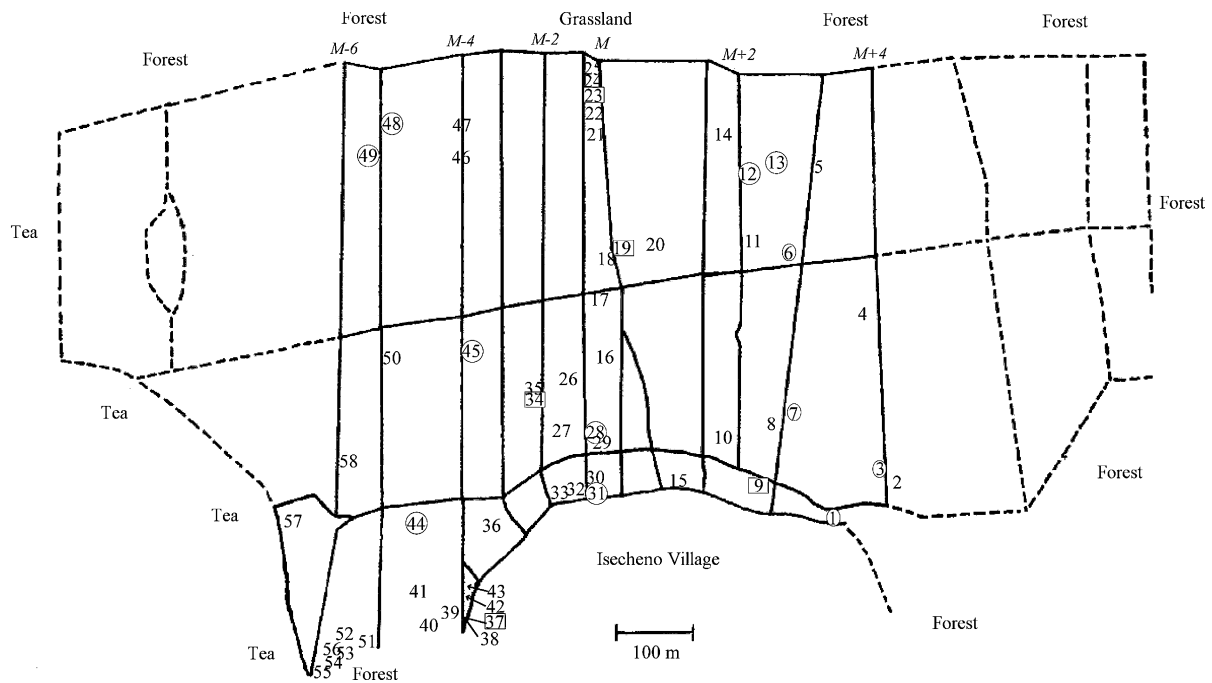 Forest Grassland Forest Forest
Forest M-6 M-4 M-2 M M+2 M+4
25
24
23
48 47 22
21 14 5
49 46 13
12
Forest
Tea 19 20 11 6
18
17 4
50 45 16
35 26
34
Tea 7
27 28 10 8
29
58 3 Forest
30 15 9 2
33 32 31
Tea 57 44 36 1
Isecheno Village
41 43
42
39 37
40 38 Forest
52 51
Tea 56 53 100 m
54
55 Forest